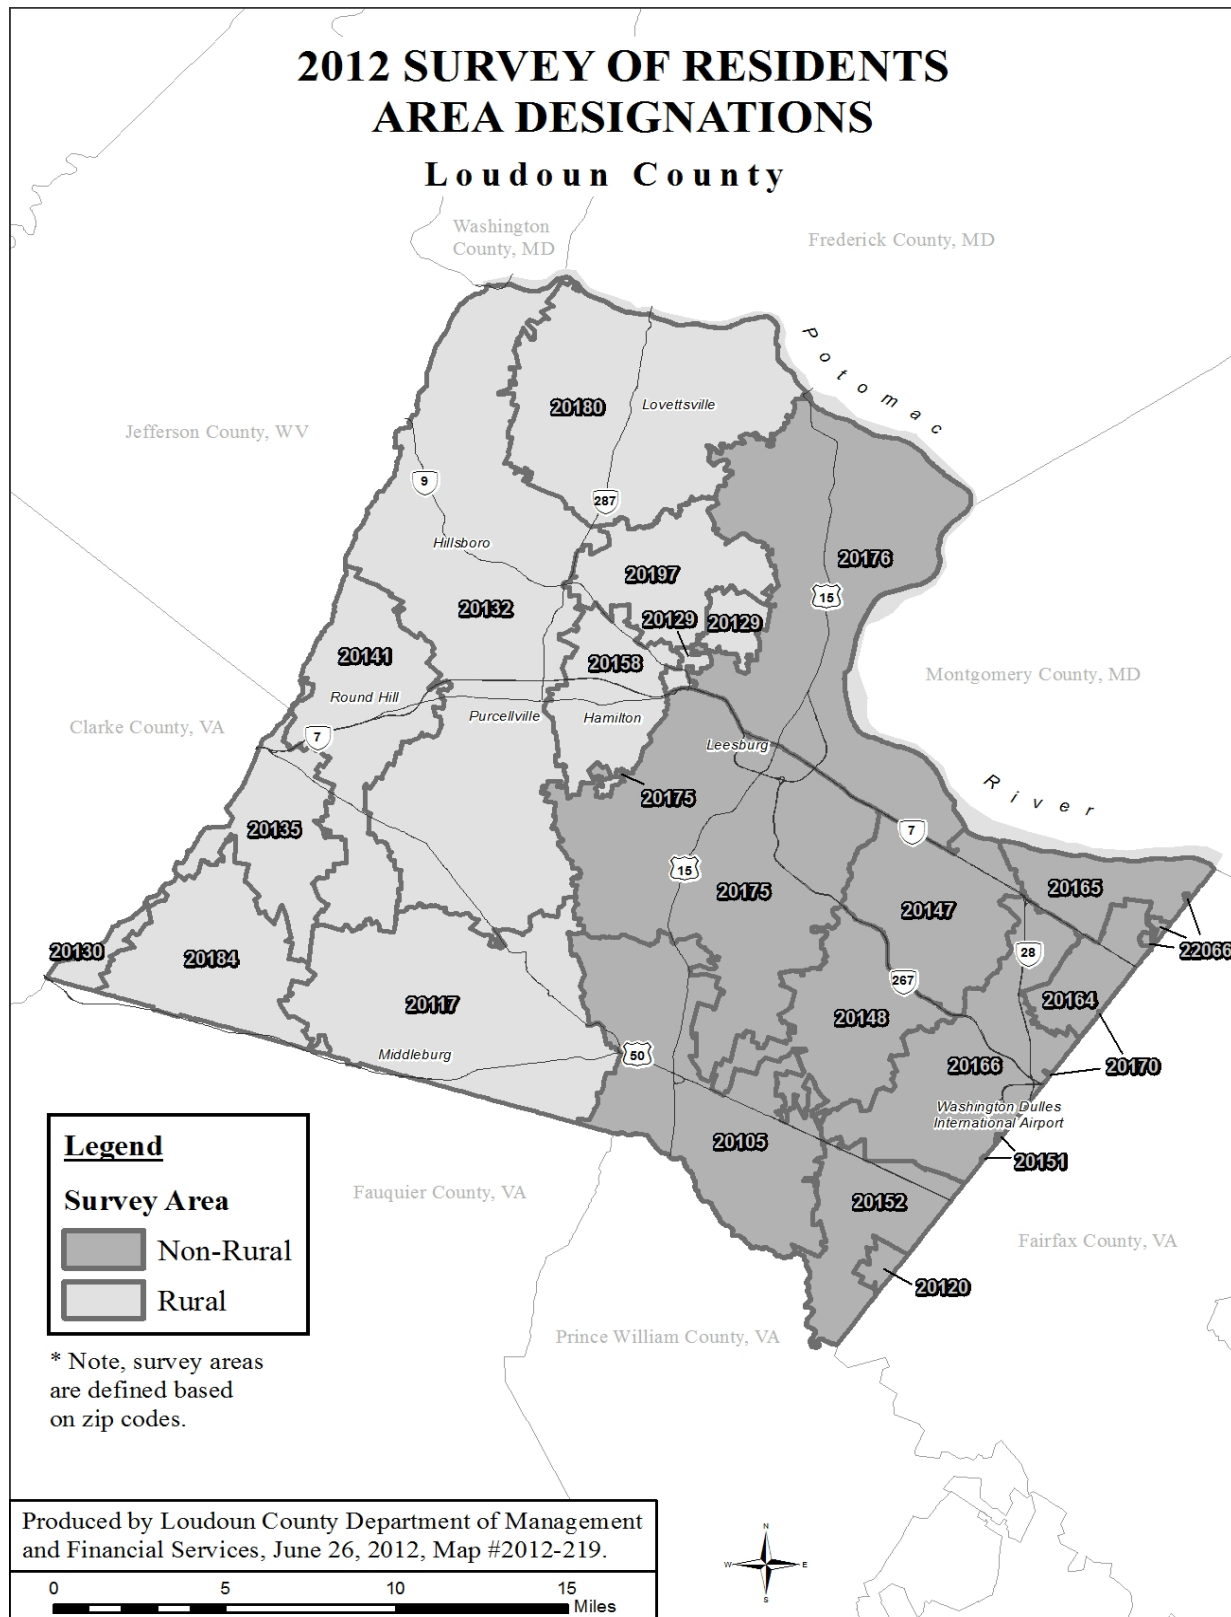 2012 SURVEY OF RESIDENTS
AREA DESIGNATIONS
Loudoun County
Washington
County, MD
Frederick County, MD
Potomac
20180
Lovettsville
Jefferson County, WV
9
287
Hillsboro
20176
20197
15
20132
20129
20129
20141
20158
Montgomery County, MD
Round Hill
Purcellville
Hamilton
Clarke County, VA
7
Leesburg
River
20175
20135
7
15
20175
20165
20147
20130
20184
22066
28
267
20164
20117
20148
Middleburg
50
20166
20170
Washington Dulles
International Airport
20105
20151
Legend
Survey Area
Non-Rural
Rural
Fauquier County, VA
20152
Fairfax County, VA
20120
Prince William County, VA
* Note, survey areas
are defined based
on zip codes.
Produced by Loudoun County Department of Management
and Financial Services, June 26, 2012, Map #2012-219.
N
W E
S
0 5 10 15
Miles